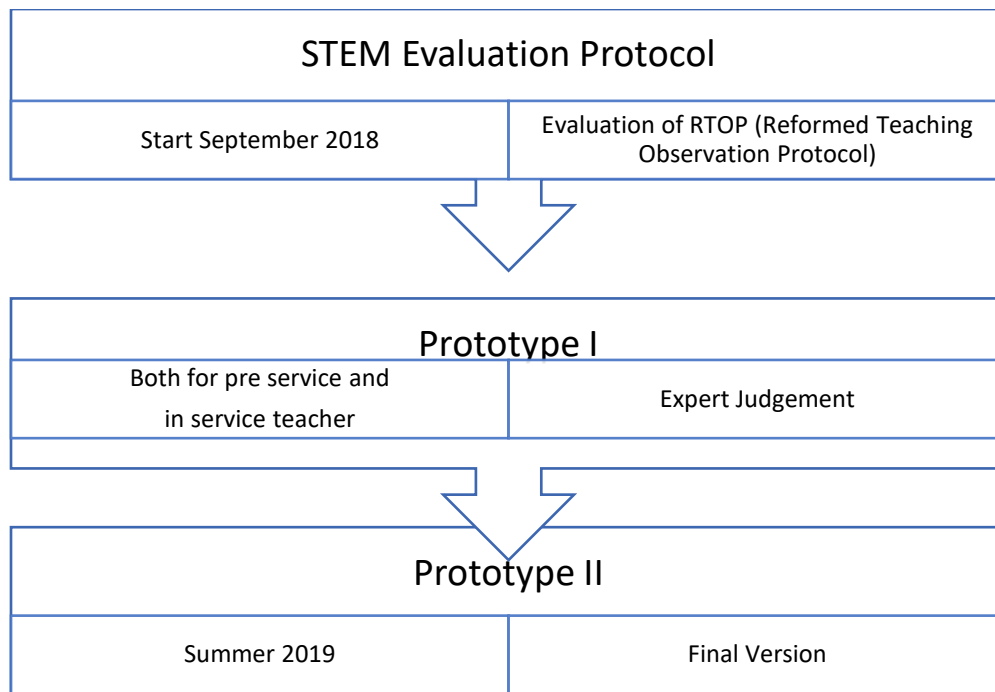 STEM Evaluation Protocol
Start September 2018
Evaluation of RTOP (Reformed Teaching
Observation Protocol)
Prototype I
Both for pre service and
in service teacher
Expert Judgement
Prototype II
Summer 2019
Final Version